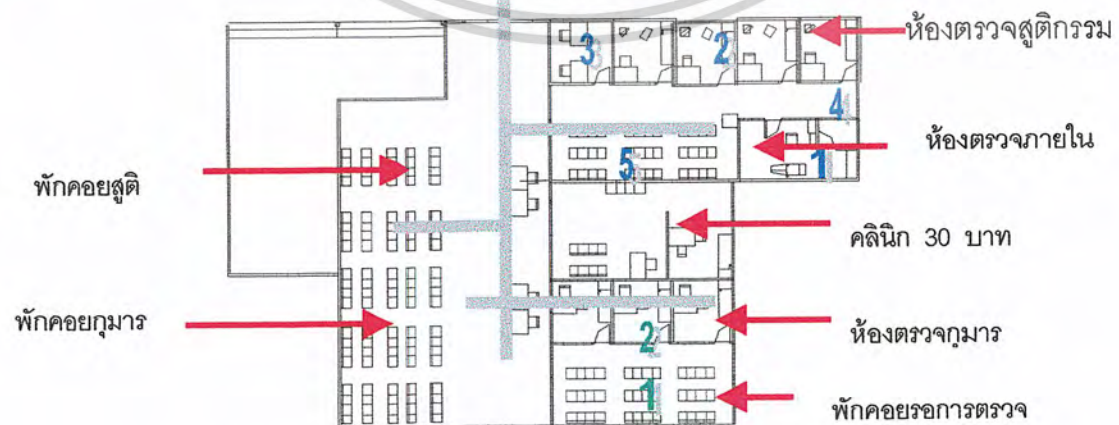 ห้องตรวจสูติกรรม
3
2
4
ห้องตรวจภายใน
5
1
พักคอยสูติ
คลินิก 30 บาท
พักคอยกุมาร
2
ห้องตรวจกุมาร
1
พักคอยรอการตรวจ